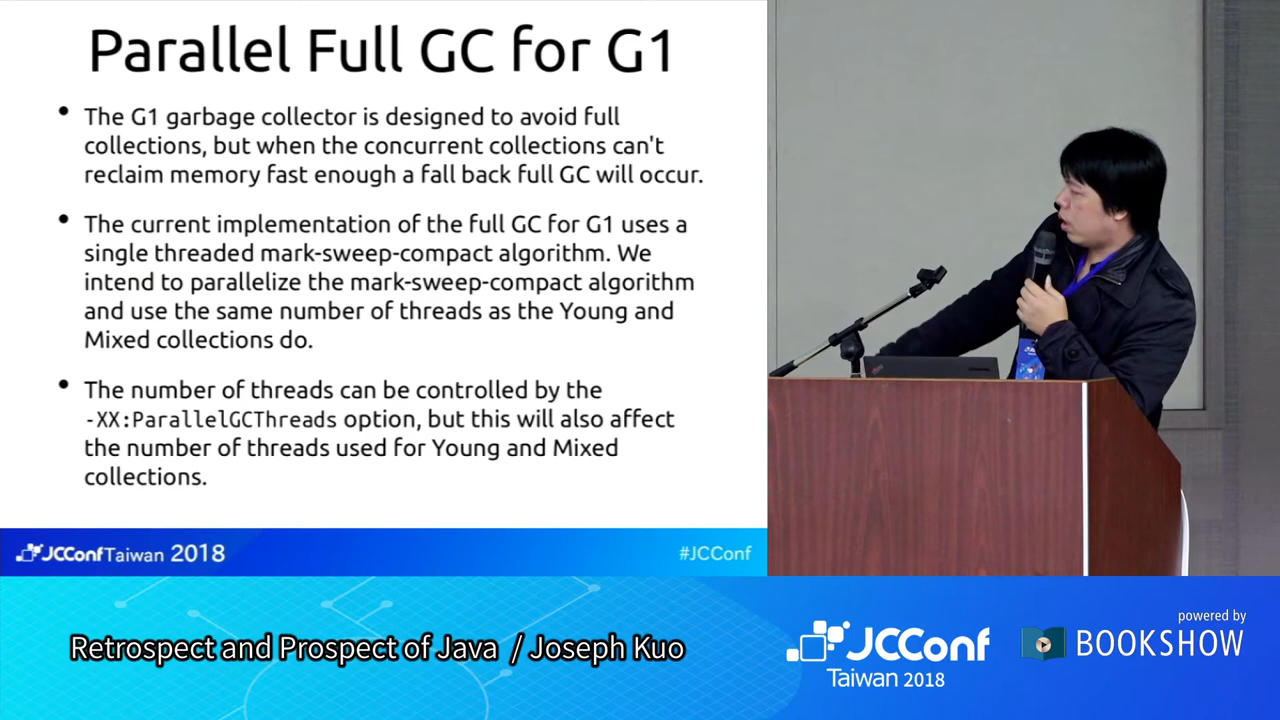 Parallel Full GC for G1
• The G1 garbage collector is designed to avoid full
collections, but when the concurrent collections can't
reclaim memory fast enough a fall back full GC will occur.
• The current implementation of the full GC for G1 uses a
single threaded mark-sweep-compact algorithm. We
intend to parallelize the mark-sweep-compact algorithm
and use the same number of threads as the Young and
Mixed collections do.
• The number of threads can be controlled by the
-XX:ParallelGCThreads option, but this will also affect
the number of threads used for Young and Mixed
collections.
JCConf Taiwan 2018
#JCConf
Retrospect and Prospect of Java / Joseph Kuo
JCConf
Taiwan 2018
powered by
BOOKSHOW